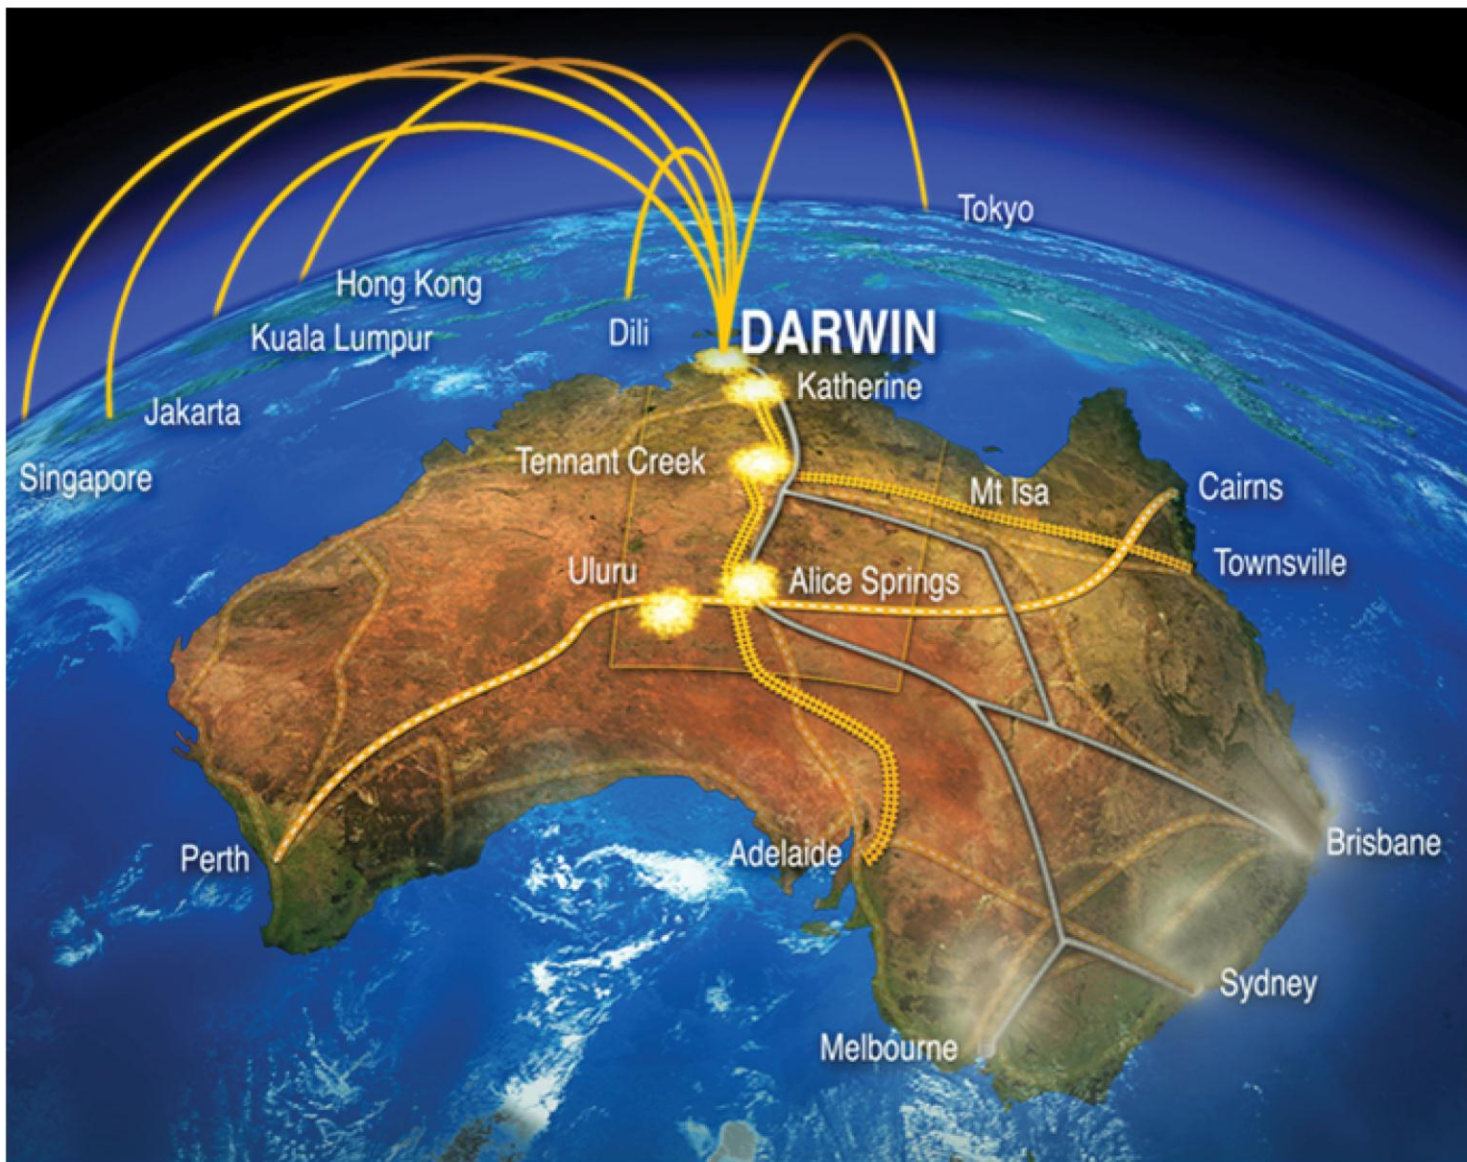 Tokyo
Hong Kong
Kuala Lumpur
Dili
DARWIN
Katherine
Jakarta
Singapore
Tennant Creek
Mt Isa
Cairns
Uluru
Alice Springs
Townsville
Perth
Adelaide
Brisbane
Sydney
Melbourne